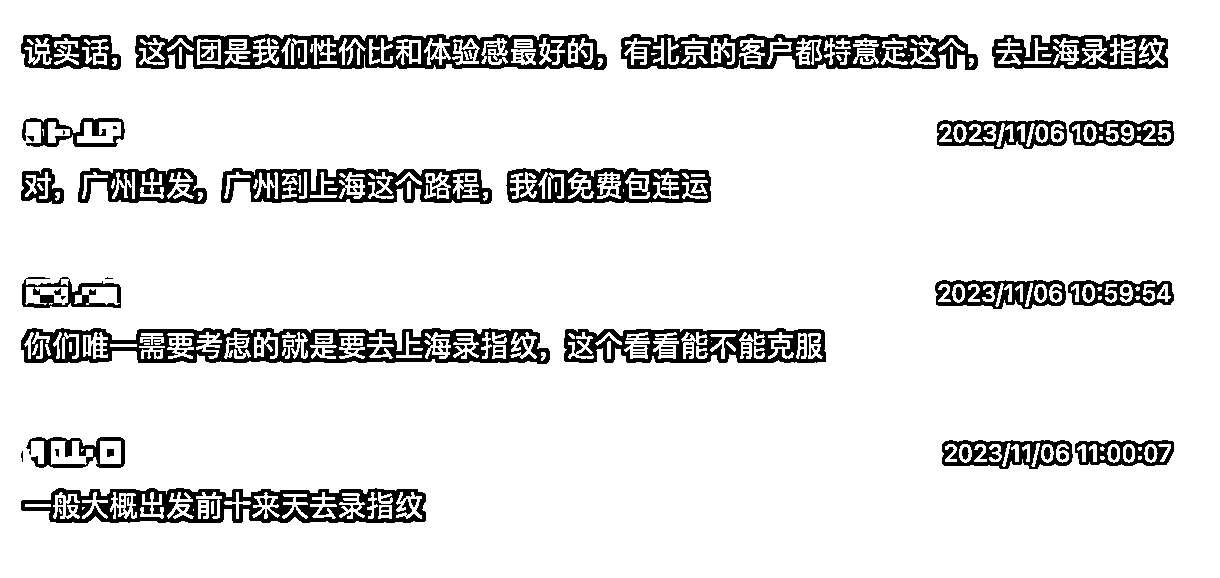 说实话，这个团是我们性价比和体验感最好的，有北京的客户都特意定这个，去上海录指纹
2023/11/06 10:59:25
对，广州出发，广州到上海这个路程，我们免费包连运
2023/11/06 10:59:54
你们唯一需要考虑的就是要去上海录指纹，这个看看能不能克服
2023/11/06 11:00:07
一般大概出发前十来天去录指纹